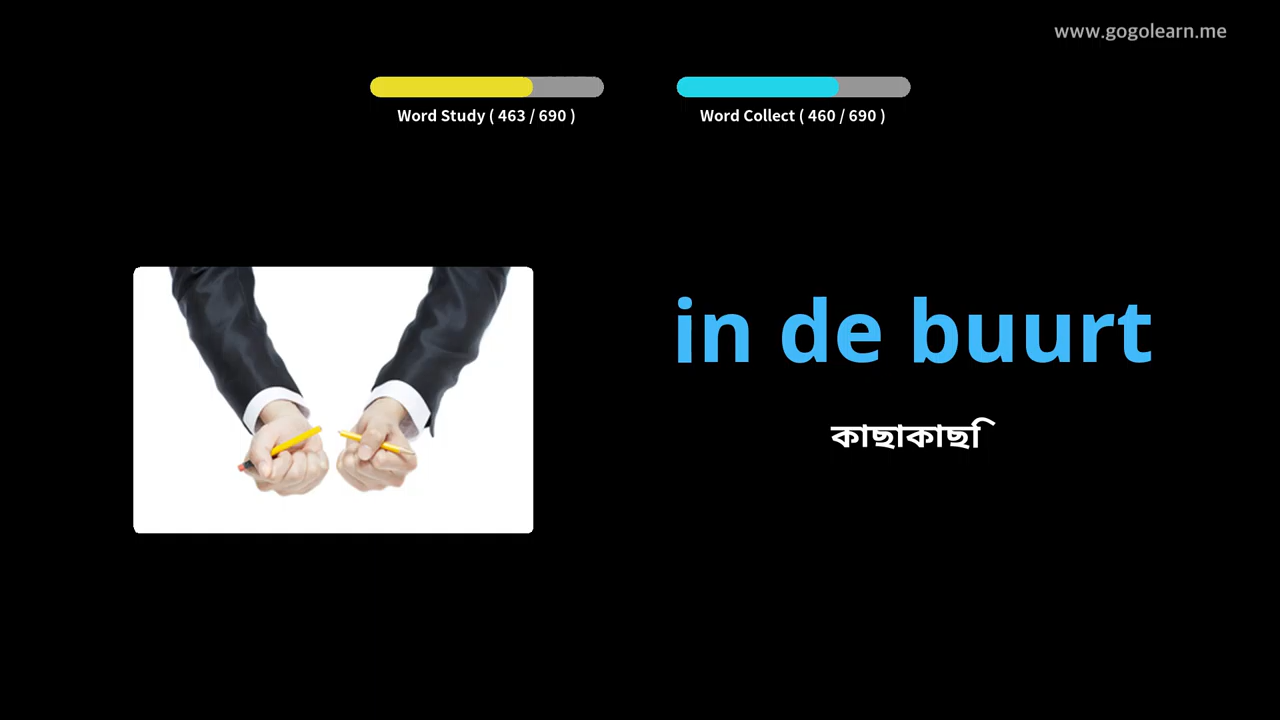 www.gogolearn.me
Word Study ( 463 / 690 )
Word Collect ( 460 / 690 )
in de buurt
কাছাকাছি